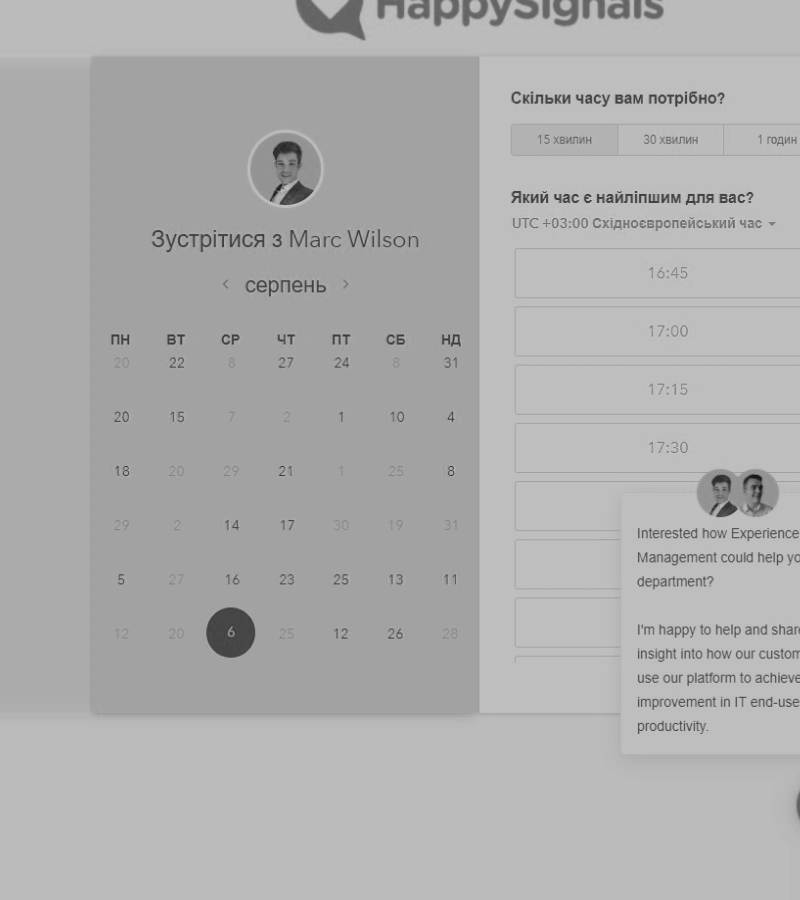 HappySignals
Зустрітися з Marc Wilson
серпень
ПН ВТ СР ЧТ ПТ СБ НД
20 22 8 27 24 8 31
20 15 7 2 1 10 4
18 20 29 21 1 25 8
29 2 14 17 30 19 31
5 27 16 23 25 13 11
12 20 6 25 12 26 28
Скільки часу вам потрібно?
15 хвилин 30 хвилин 1 годин
Який час є найліпшим для вас?
UTC +03:00 Східноєвропейський час
16:45
17:00
17:15
17:30
Interested how Experience
Management could help yo
department?
I'm happy to help and share
insight into how our custom
use our platform to achieve
improvement in IT end-use
productivity.